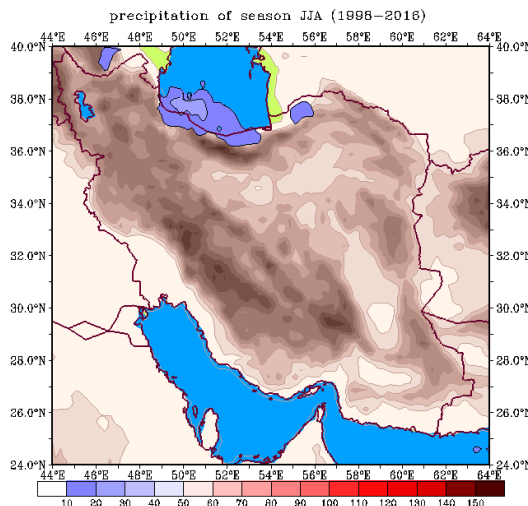 precipitation of season JJA (1998–2016)
44°E 46°E 48°E 50°E 52°E 54°E 56°E 58°E 60°E 62°E 64°E
40.0°N 40.0°N
38.0°N 38.0°N
36.0°N 36.0°N
34.0°N 34.0°N
32.0°N 32.0°N
30.0°N 30.0°N
28.0°N 28.0°N
26.0°N 26.0°N
24.0°N 24.0°N
44°E 46°E 48°E 50°E 52°E 54°E 56°E 58°E 60°E 62°E 64°E
10 20 30 40 50 60 70 80 90 100 110 120 130 140 150